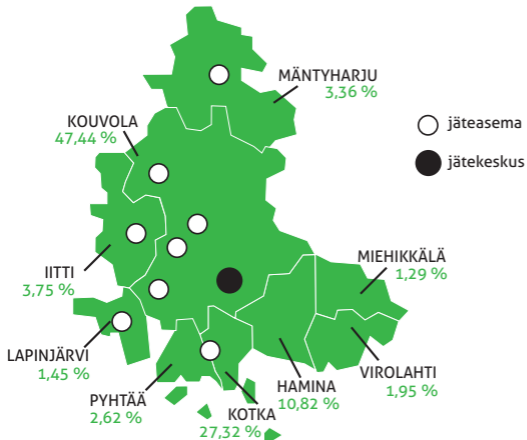 MÄNTYHARJU
3,36 %
KOUVOLA
47,44 %
jäteasema
jätekeskus
MIEHIKKÄLÄ
1,29 %
IITTI
3,75 %
LAPINJÄRVI
1,45 %
VIROLAHTI
1,95 %
HAMINA
10,82 %
PYHTÄÄ
2,62 %
KOTKA
27,32 %